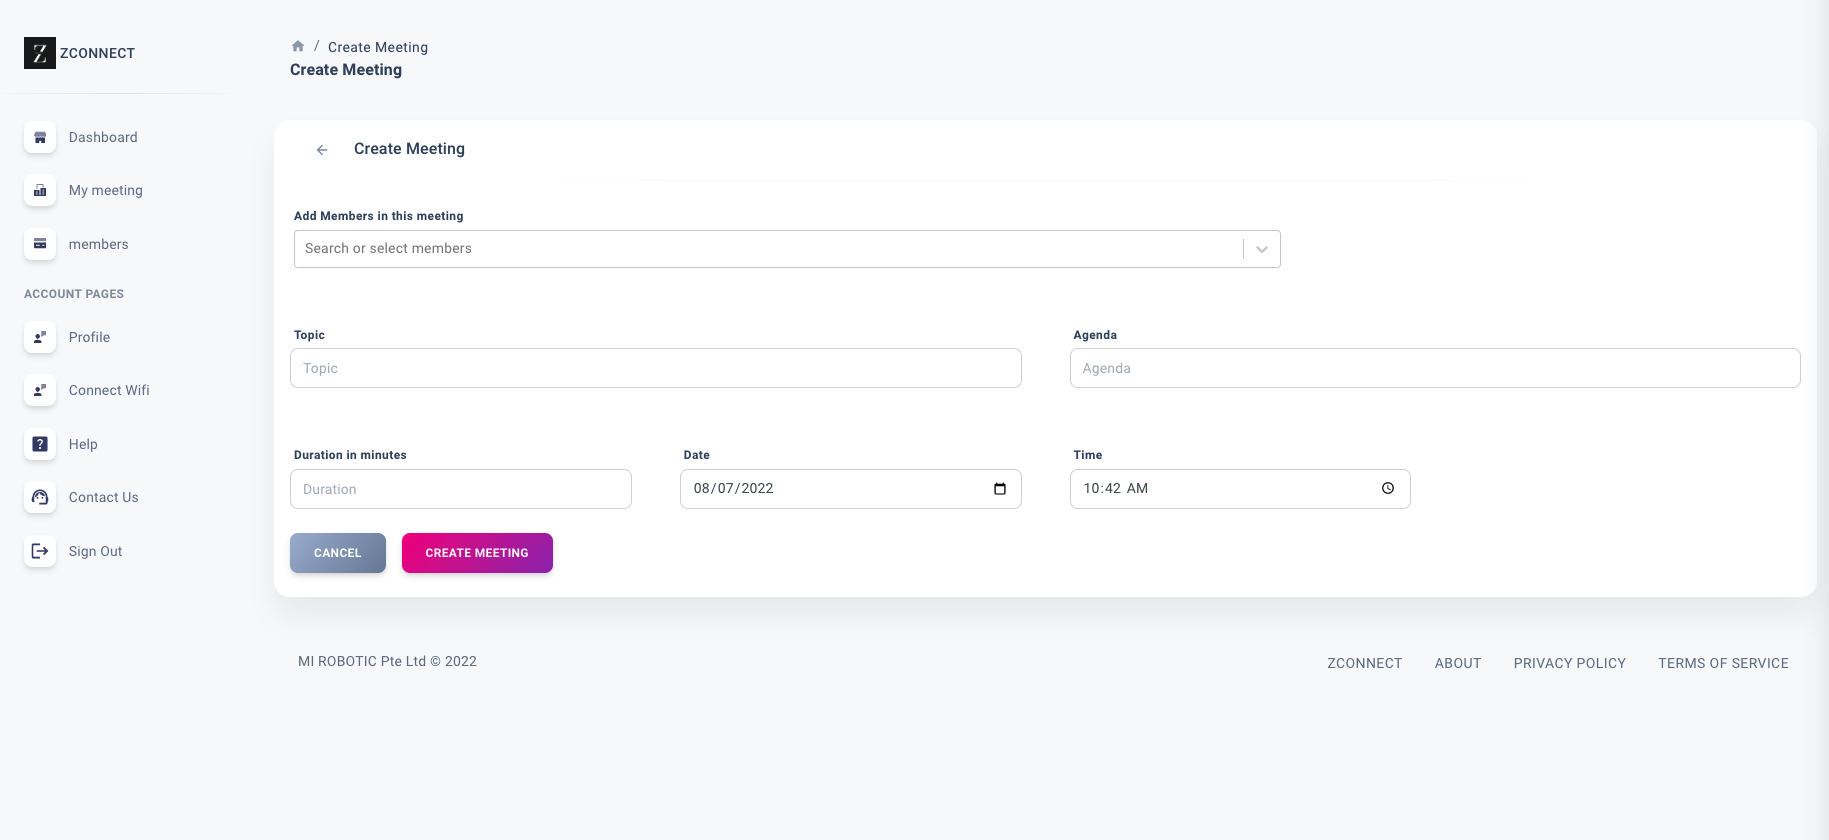 ZCONNECT
Dashboard
My meeting
members
ACCOUNT PAGES
Profile
Connect Wifi
Help
Contact Us
Sign Out
/ Create Meeting
Create Meeting
Create Meeting
Add Members in this meeting
Search or select members
Topic
Topic
Agenda
Agenda
Duration in minutes
Duration
Date
08/07/2022
Time
10:42 AM
CANCEL
CREATE MEETING
MI ROBOTIC Pte Ltd © 2022
ZCONNECT ABOUT PRIVACY POLICY TERMS OF SERVICE